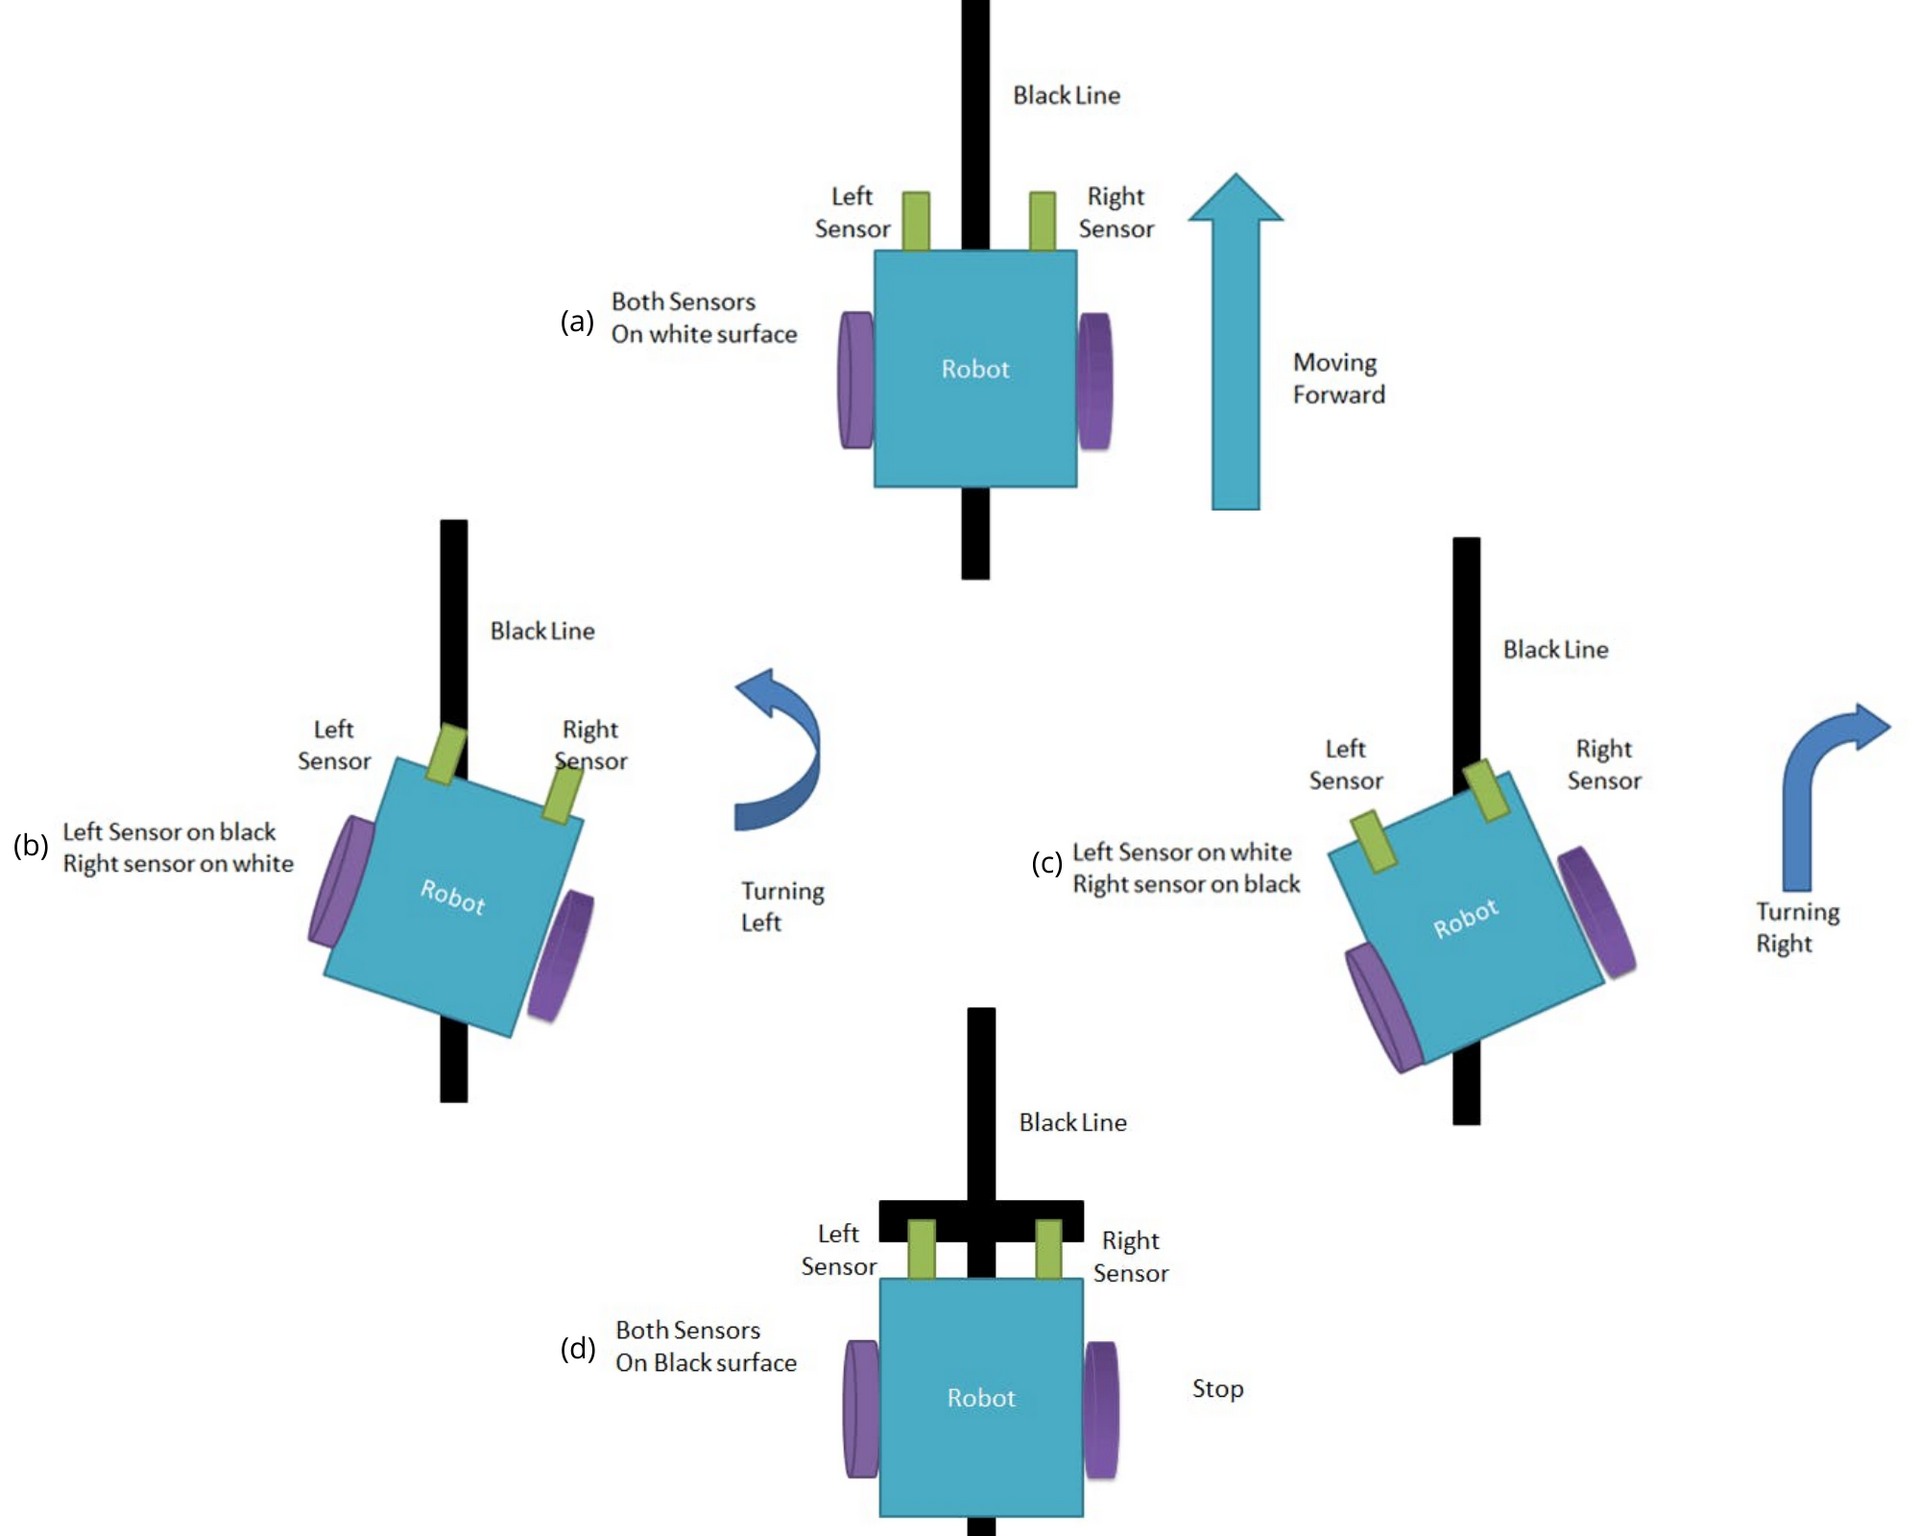 Black Line
Left
Sensor
Right
Sensor
(a)
Both Sensors
On white surface
Robot
Moving
Forward
Black Line
Left
Sensor
Right
Sensor
(b)
Left Sensor on black
Right sensor on white
Robot
Turning
Left
Black Line
Left
Sensor
Right
Sensor
(c)
Left Sensor on white
Right sensor on black
Robot
Turning
Right
Black Line
Left
Sensor
Right
Sensor
(d)
Both Sensors
On Black surface
Robot
Stop